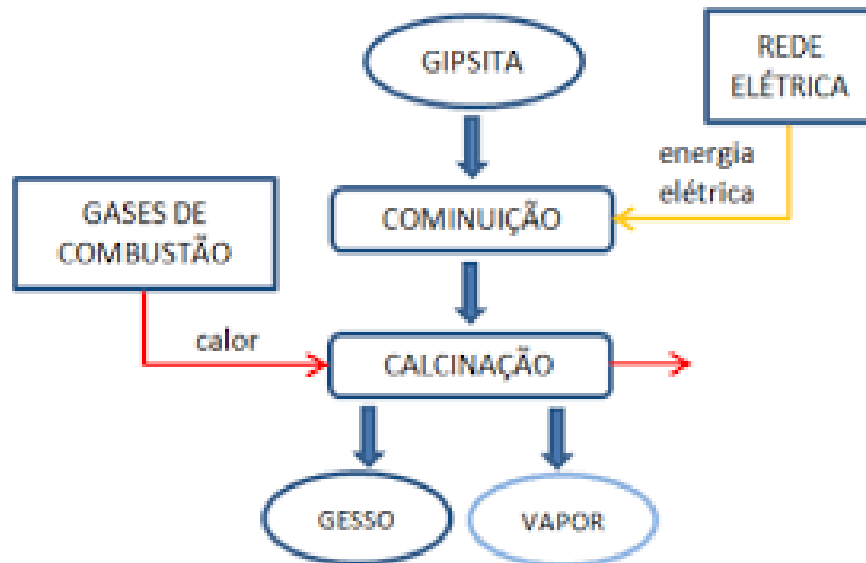 GIPSITA
REDE
ELÉTRICA
energia
elétrica
COMINUIÇÃO
GASES DE
COMBUSTÃO
calor
CALCINAÇÃO
GESSO
VAPOR